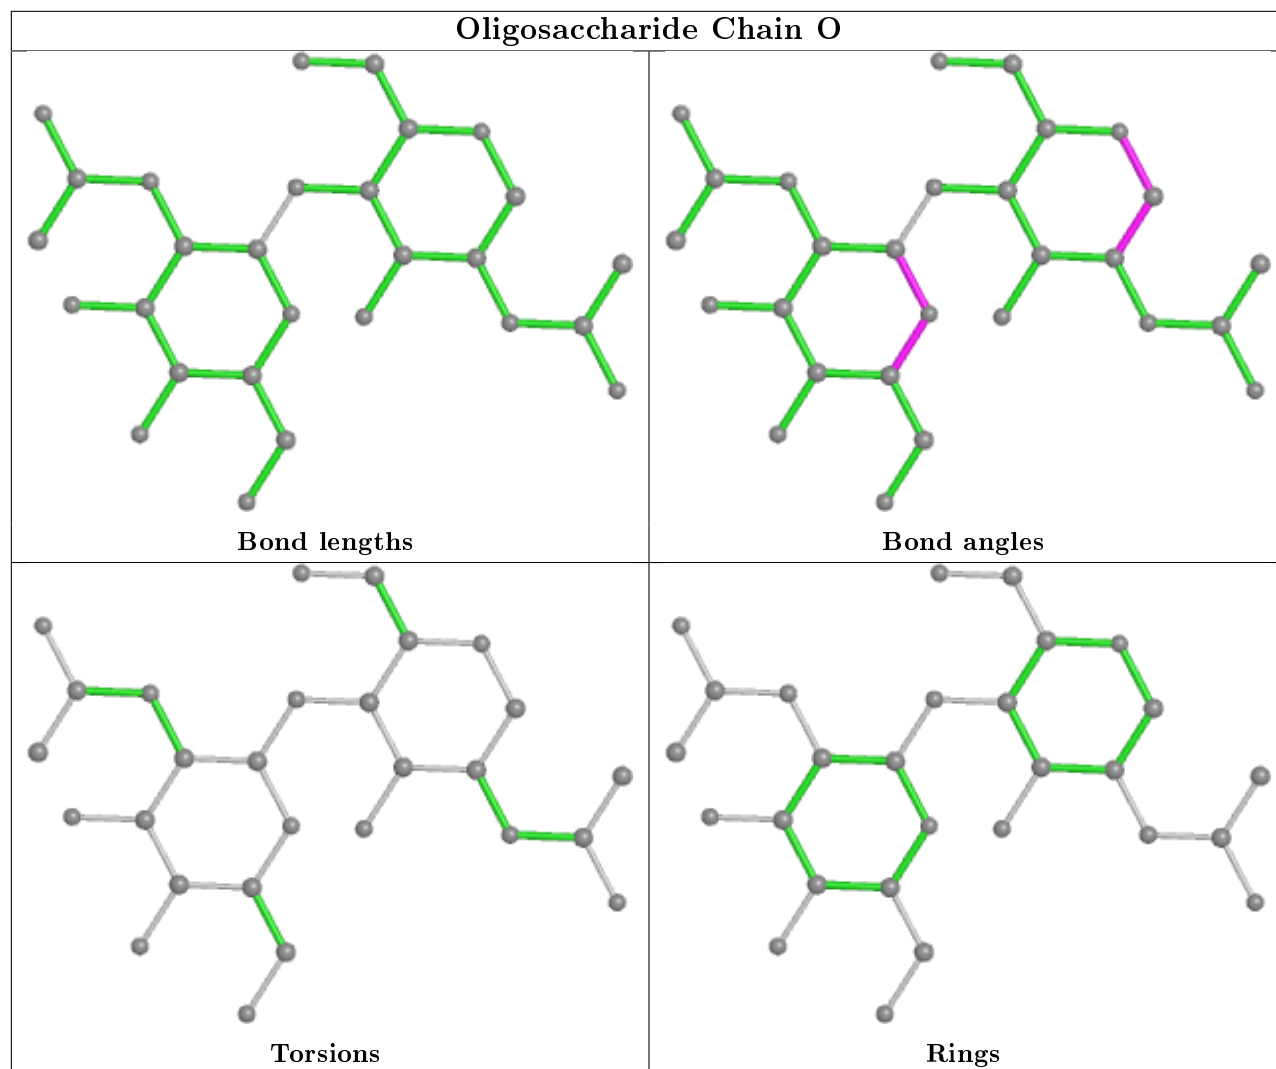 Oligosaccharide Chain O
Bond lengths
Bond angles
Torsions
Rings